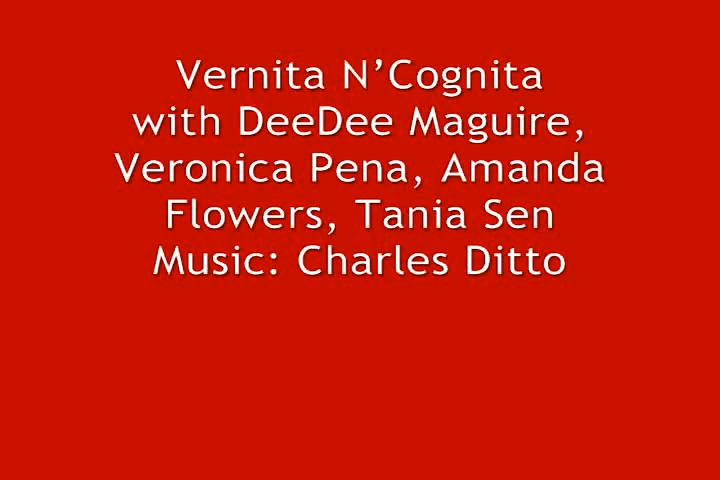 Vernita N’Cognita
with DeeDee Maguire,
Veronica Pena, Amanda
Flowers, Tania Sen
Music: Charles Ditto